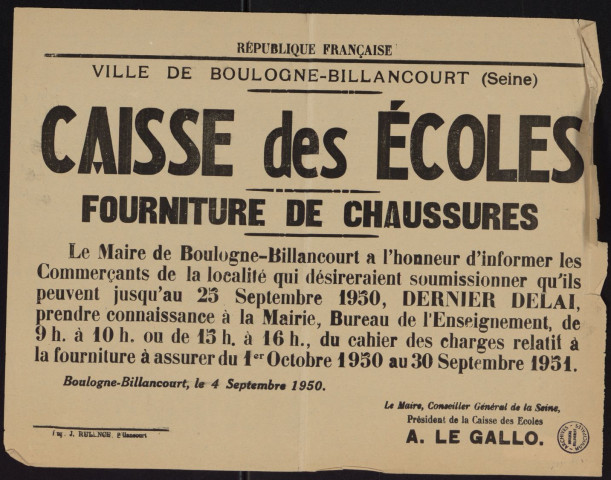 RÉPUBLIQUE FRANÇAISE
VILLE DE BOULOGNE-BILLANCOURT (Seine)
CAISSE des ÉCOLES
FOURNITURE DE CHAUSSURES
Le Maire de Boulogne-Billancourt a l'honneur d'informer les
Commerçants de la localité qui désireraient soumissionner qu'ils
peuvent jusqu'au 25 Septembre 1950, DERNIER DELAI,
prendre connaissance à la Mairie, Bureau de l'Enseignement, de
9 h. à 10 h. ou de 15 h. à 16 h., du cahier des charges relatif à
la fourniture à assurer du 1er Octobre 1950 au 30 Septembre 1951.
Boulogne-Billancourt, le 4 Septembre 1950.
Le Maire, Conseiller Général de la Seine,
Président de la Caisse des Ecoles
A. LE GALLO.
Imp. J.